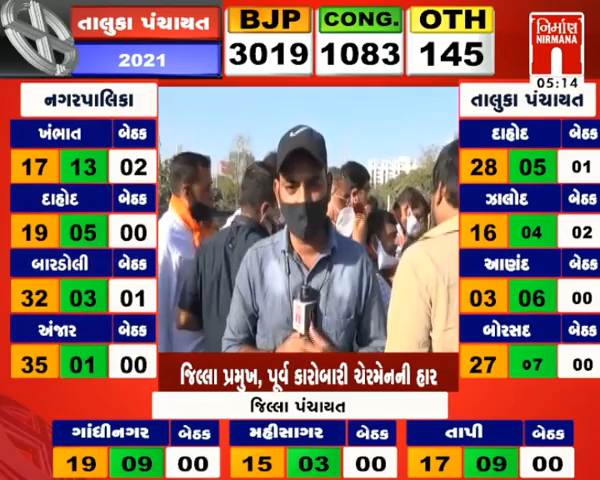 તાલુકા પંચાયત BJP CONG. OTH નિર્માણ
2021 3019 1083 145 NIRMANA
05:14
નગરપાલિકા તાલુકા પંચાયત
ખંભાત બેઠક દાહોદ બેઠક
17 13 02 28 05 01
દાહોદ બેઠક ઝાલોદ બેઠક
19 05 00 16 04 02
બારડોલી બેઠક આણંદ બેઠક
32 03 01 03 06 00
અંજાર બેઠક બોરસદ બેઠક
35 01 00 27 07 00
જિલ્લા પ્રમુખ, પૂર્વ કારોબારી ચેરમેનની હાર
જિલ્લા પંચાયત
ગાંધીનગર બેઠક મહીસાગર બેઠક તાપી બેઠક
19 09 00 15 03 00 17 09 00